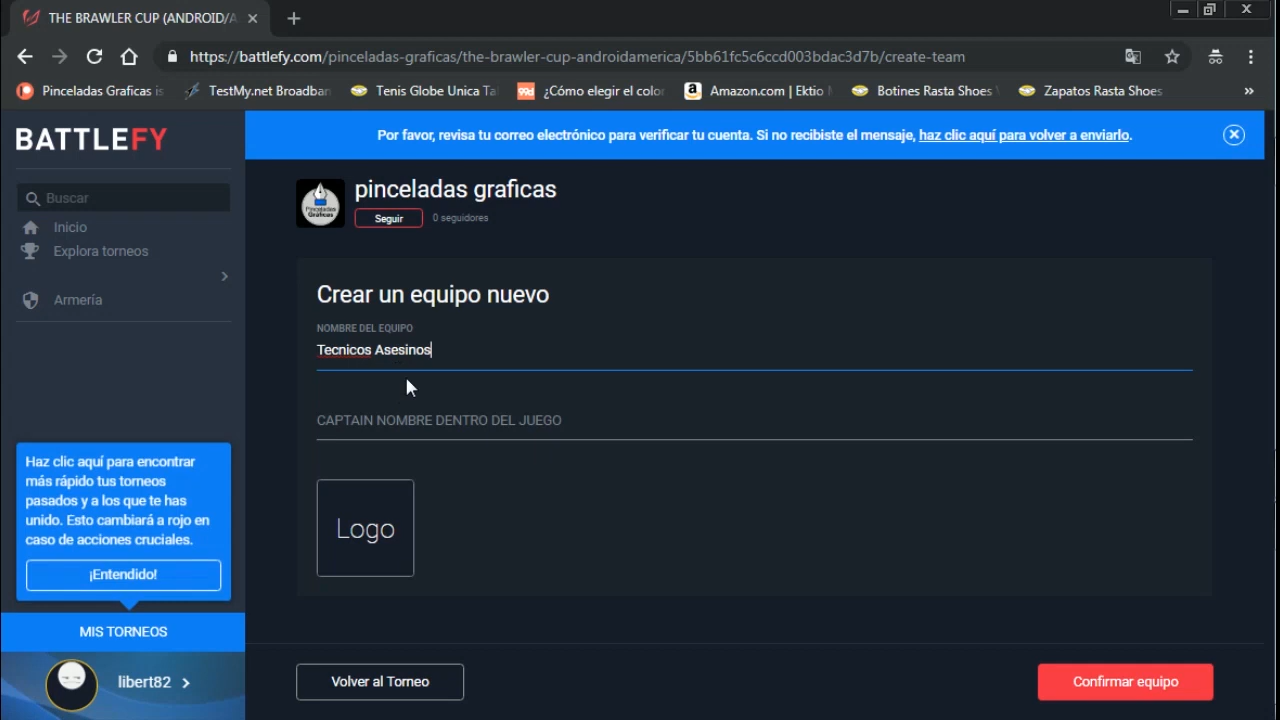 THE BRAWLER CUP (ANDROID/A
https://battlefy.com/pinceladas-graficas/the-brawler-cup-androidamerica/5bb61fc5c6ccd003bdac3d7b/create-team
Pinceladas Graficas is TestMy.net Broadban Tenis Globe Unica Tal 99d ¿Cómo elegir el color Amazon.com | Ektio Botines Rasta Shoes Zapatos Rasta Shoes »
BATTLEFY
Por favor, revisa tu correo electrónico para verificar tu cuenta. Si no recibiste el mensaje, haz clic aquí para volver a enviarlo.
Buscar
Inicio
Explora torneos
Armería
pinceladas graficas
Pinceladas
Gráficas
Seguir 0 seguidores
Crear un equipo nuevo
NOMBRE DEL EQUIPO
Tecnicos Asesinos
CAPTAIN NOMBRE DENTRO DEL JUEGO
Logo
Haz clic aquí para encontrar
más rápido tus torneos
pasados y a los que te has
unido. Esto cambiará a rojo en
caso de acciones cruciales.
¡Entendido!
MIS TORNEOS
libert82
Volver al Torneo
Confirmar equipo